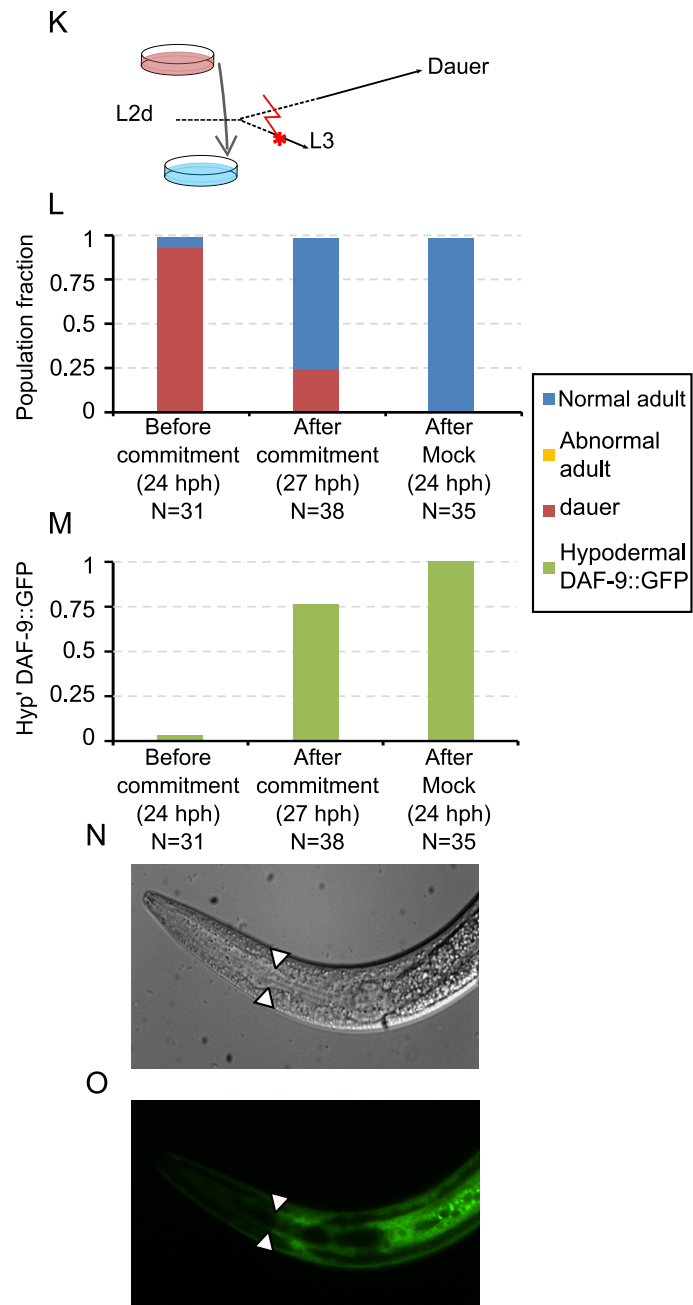 K
Dauer
L2d
L3
L
Population fraction
1
0.75
0.5
0.25
0
Before
commitment
(24 hph)
N=31
After
commitment
(27 hph)
N=38
After
Mock
(24 hph)
N=35
Normal adult
Abnormal
adult
dauer
Hypodermal
DAF-9::GFP
M
Hyp' DAF-9::GFP
1
0.75
0.5
0.25
0
Before
commitment
(24 hph)
N=31
After
commitment
(27 hph)
N=38
After
Mock
(24 hph)
N=35
N
O